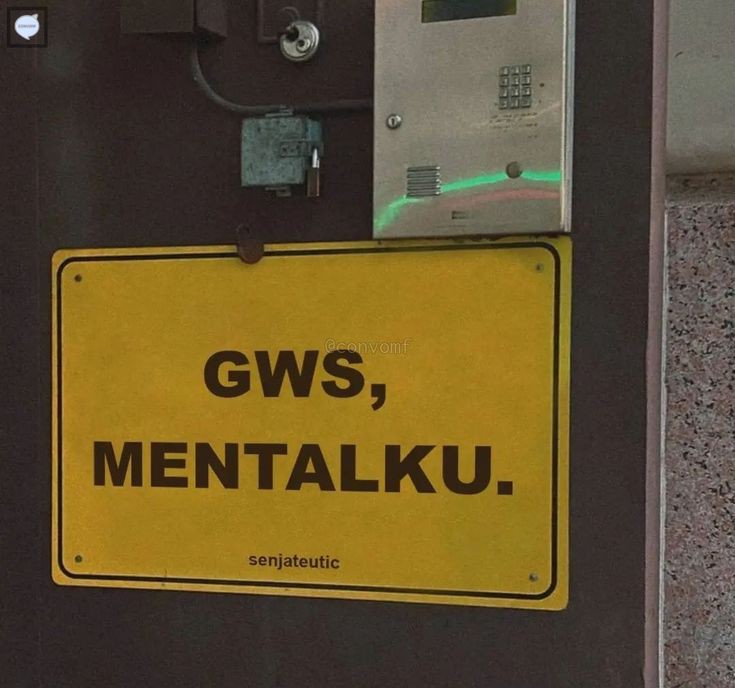 @convomf
GWS,
MENTALKU.
senjateutic